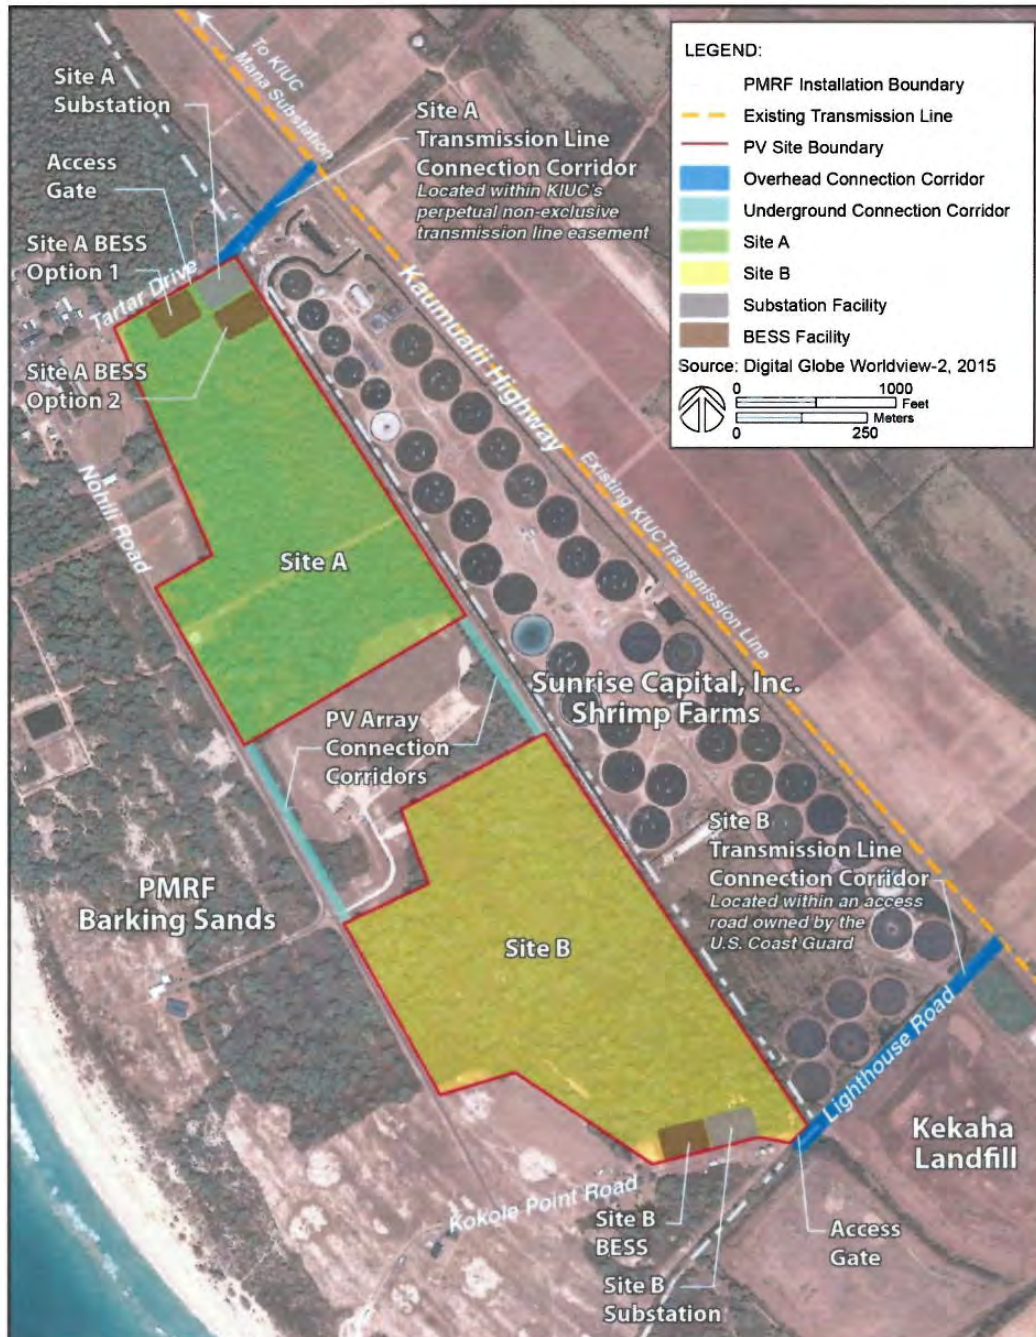 LEGEND:
PMRF Installation Boundary
Existing Transmission Line
PV Site Boundary
Overhead Connection Corridor
Underground Connection Corridor
Site A
Site B
Substation Facility
BESS Facility
Source: Digital Globe Worldview-2, 2015
0 1000
Feet
Meters
0 250
To KIUC
Mana Substation
Site A
Substation
Site A
Transmission Line
Connection Corridor
Located within KIUC's
perpetual non-exclusive
transmission line easement
Access
Gate
Site A BESS
Option 1
Tartar Drive
Site A BESS
Option 2
Kaumualii Highway
Existing KIUC Transmission Line
Nohili Road
Site A
Sunrise Capital, Inc.
Shrimp Farms
PV Array
Connection
Corridors
Site B
Transmission Line
Connection Corridor
Located within an access
road owned by the
U.S. Coast Guard
PMRF
Barking Sands
Site B
Lighthouse Road
Kekaha
Landfill
Kokole Point Road
Site B
BESS
Access
Gate
Site B
Substation